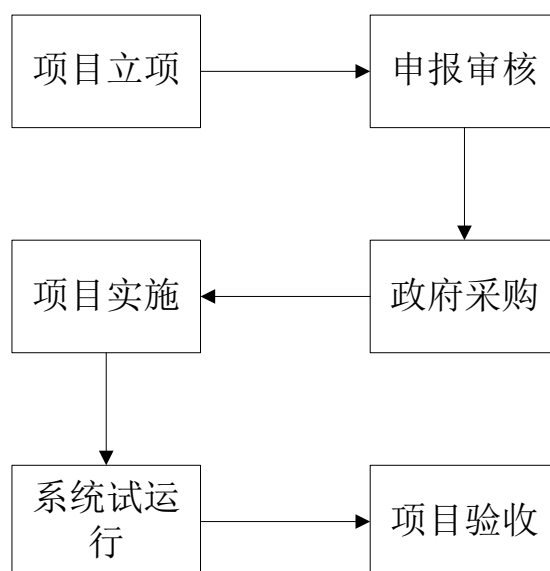 项目立项
申报审核
项目实施
政府采购
系统试运
行
项目验收